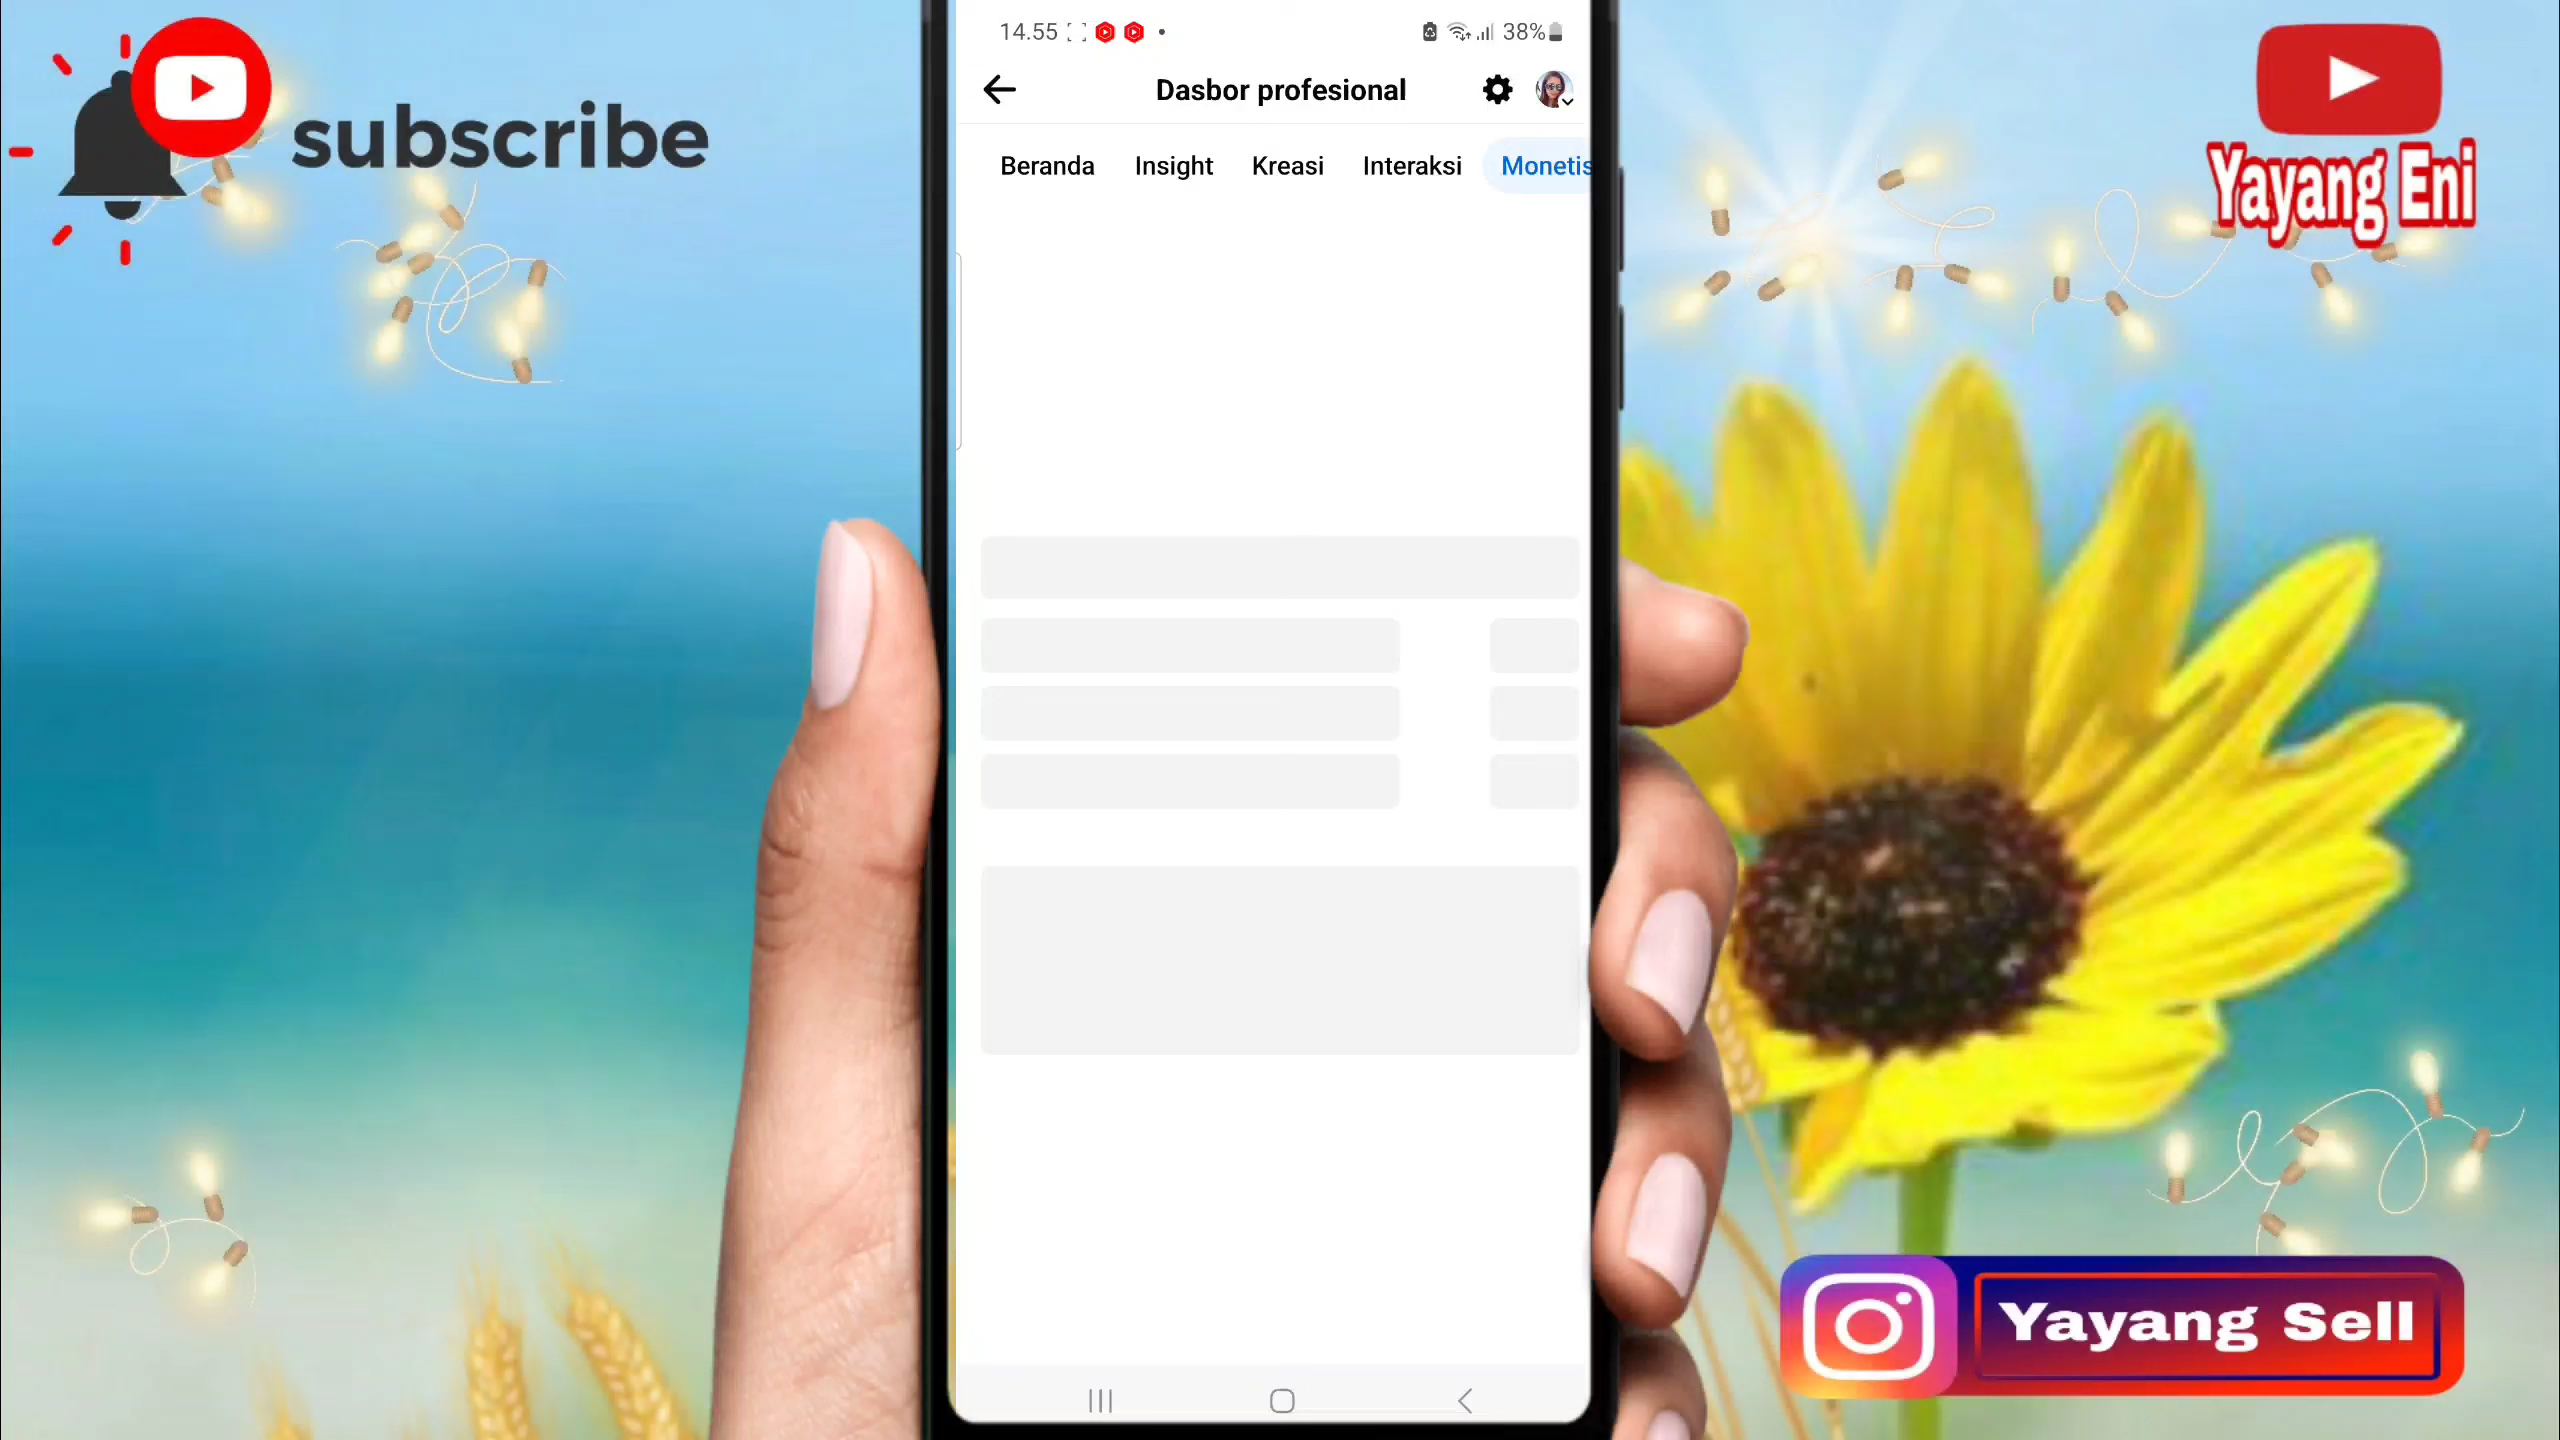 14.55
38%
Dasbor profesional
Beranda
Insight
Kreasi
Interaksi
Monetis
subscribe
Yayang Eni
Yayang Sell